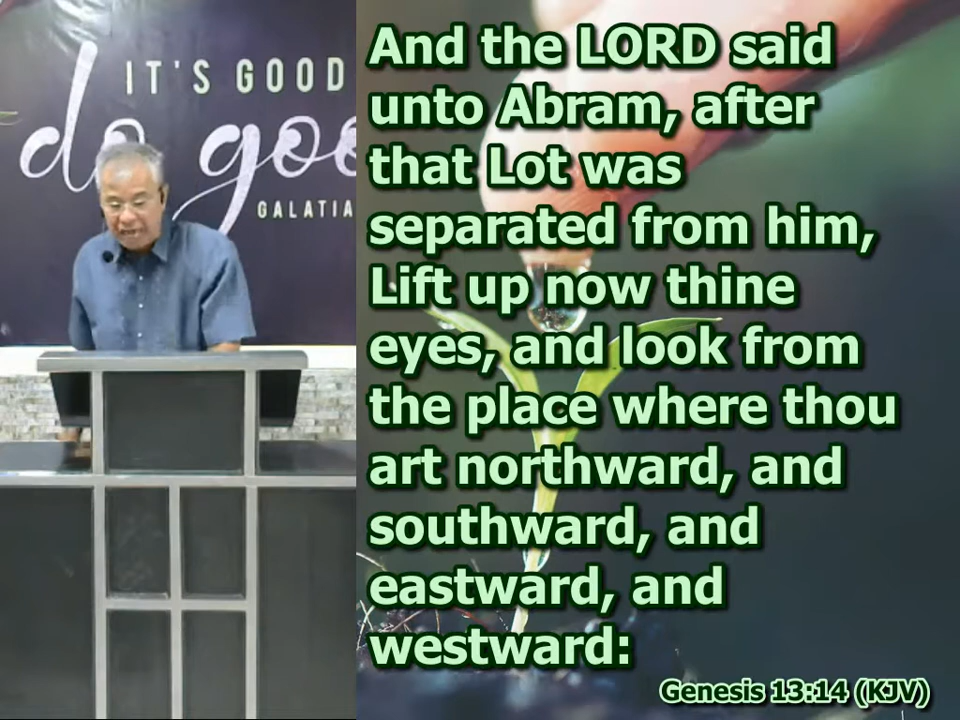 IT'S GOOD
do goo
GALATIA
And the LORD said
unto Abram, after
that Lot was
separated from him,
Lift up now thine
eyes, and look from
the place where thou
art northward, and
southward, and
eastward, and
westward:
Genesis 13:14 (KJV)